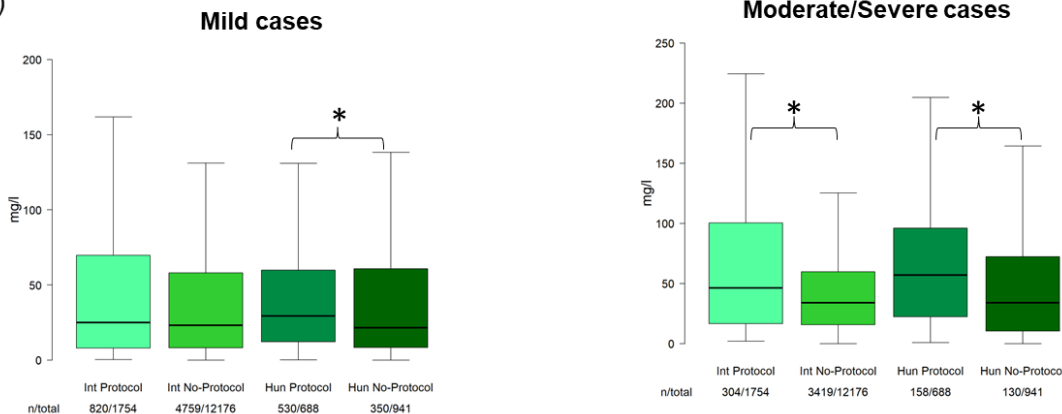 )
Mild cases
mg/l
200
150
100
50
0
*
Int Protocol Int No-Protocol Hun Protocol Hun No-Protocol
n/total 820/1754 4759/12176 530/688 350/941
Moderate/Severe cases
mg/l
250
200
150
100
50
0
* *
Int Protocol Int No-Protocol Hun Protocol Hun No-Protoco
n/total 304/1754 3419/12176 158/688 130/941